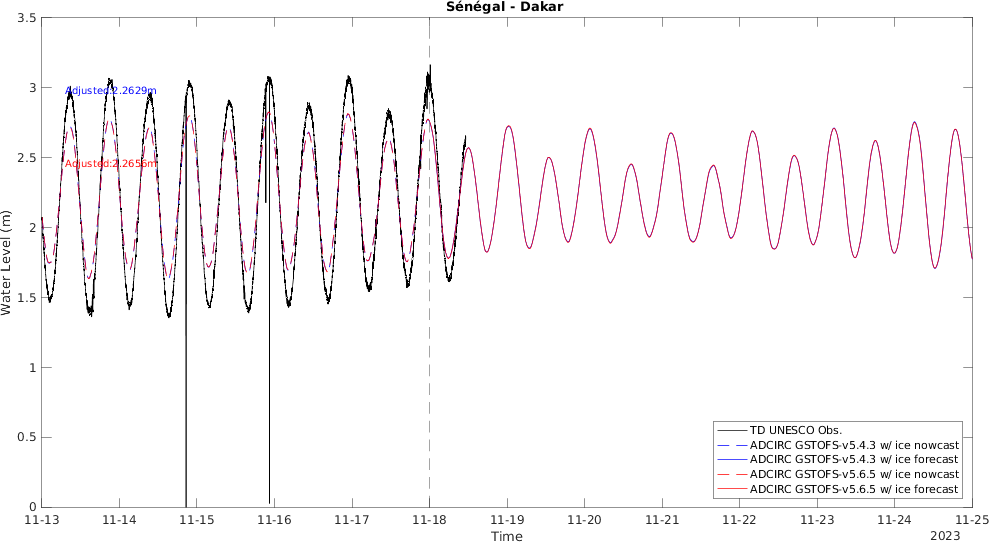 Sénégal - Dakar
3.5
3
2.5
2
1.5
1
0.5
0
Water Level (m)
Adjusted:2.2629m
Adjusted:2.2656m
TD UNESCO Obs.
ADCIRC GSTOFS-v5.4.3 w/ ice nowcast
ADCIRC GSTOFS-v5.4.3 w/ ice forecast
ADCIRC GSTOFS-v5.6.5 w/ ice nowcast
ADCIRC GSTOFS-v5.6.5 w/ ice forecast
11-13 11-14 11-15 11-16 11-17 11-18 11-19 11-20 11-21 11-22 11-23 11-24 11-25
Time
2023